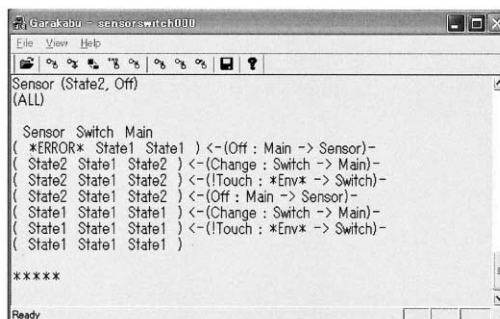 Garakabu - sensorswitch000
File View Help
Sensor (State2, Off)
(ALL)
Sensor Switch Main
( *ERROR* State1 State1 ) <-(Off : Main -> Sensor)-
( State2 State1 State2 ) <-(Change : Switch -> Main)-
( State2 State1 State2 ) <-(!Touch : *Env* -> Switch)-
( State2 State1 State2 ) <-(Off : Main -> Sensor)-
( State1 State1 State1 ) <-(Change : Switch -> Main)-
( State1 State1 State1 ) <-(!Touch : *Env* -> Switch)-
( State1 State1 State1 )
*****
Ready